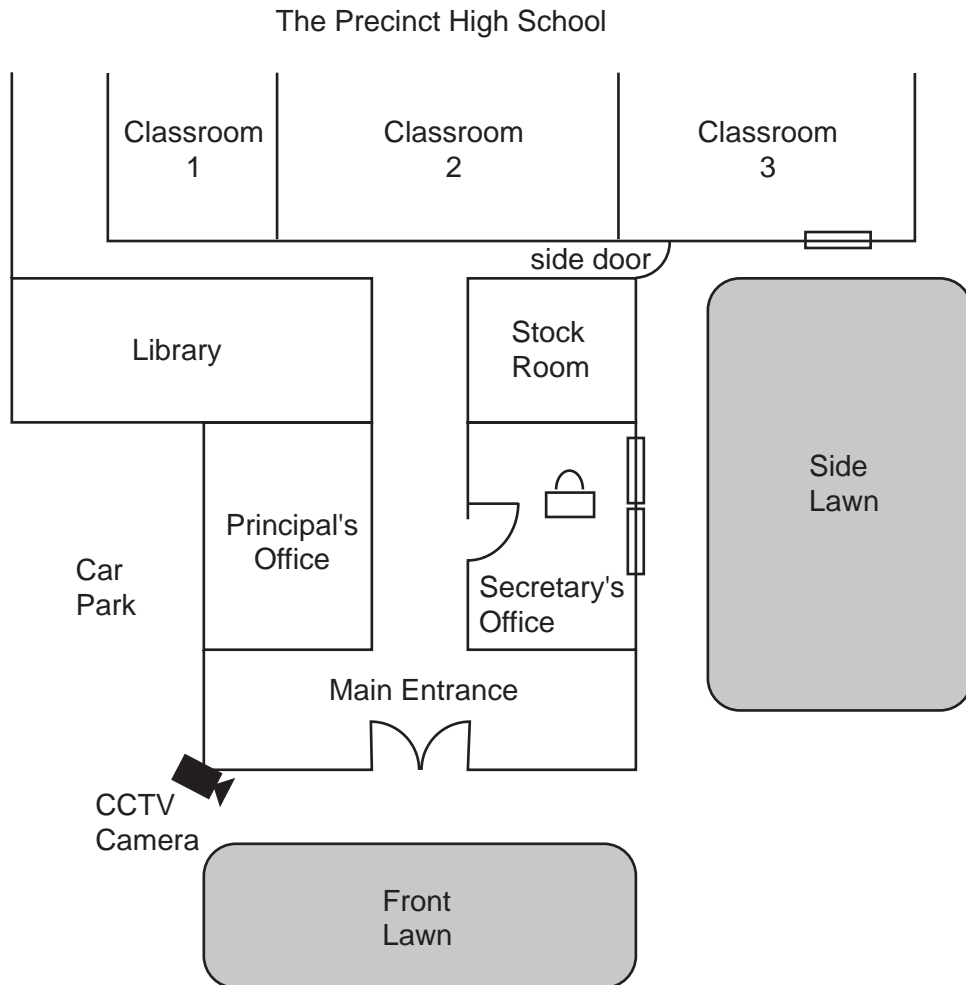 The Precinct High School
Classroom
1
Classroom
2
Classroom
3
side door
Library
Stock
Room
Side
Lawn
Principal's
Office
Car
Park
Secretary's
Office
Main Entrance
CCTV
Camera
Front
Lawn